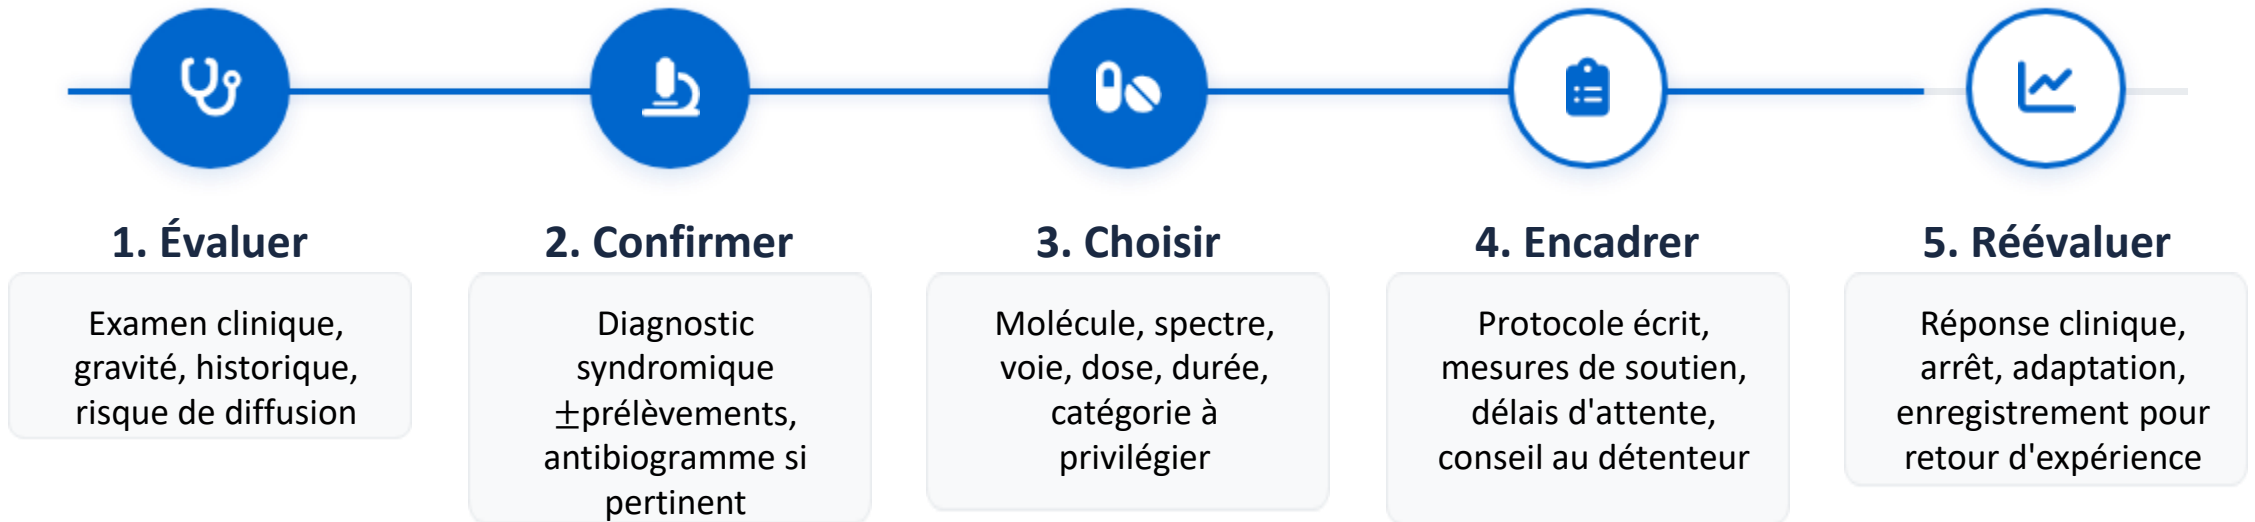 1. Évaluer
Examen clinique,
gravité, historique,
risque de diffusion
2. Confirmer
Diagnostic
syndromique
±prélèvements,
antibiogramme si
pertinent
3. Choisir
Molécule, spectre,
voie, dose, durée,
catégorie à
privilégier
4. Encadrer
Protocole écrit,
mesures de soutien,
délais d'attente,
conseil au détenteur
5. Réévaluer
Réponse clinique,
arrêt, adaptation,
enregistrement pour
retour d'expérience